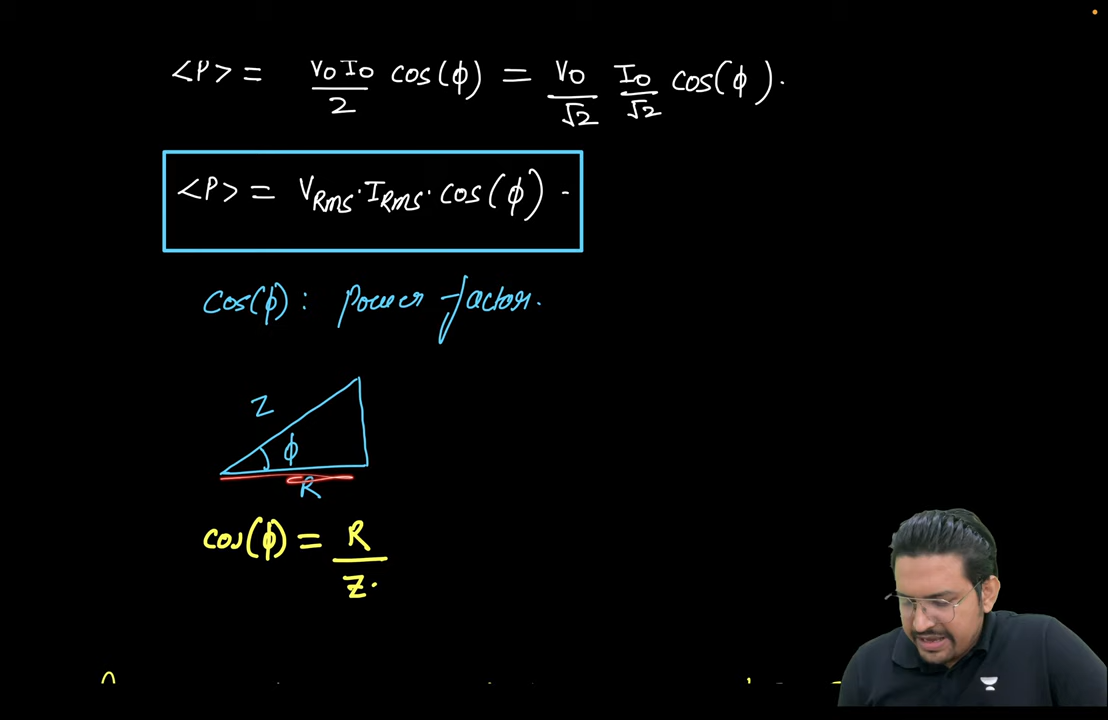 <P> = V0 I0 / 2 cos(ϕ) = V0 / √2 I0 / √2 cos(ϕ).
<P> = VRMS · IRMS · cos(ϕ) -
cos(ϕ) : Power factor.
Z
ϕ
R
cos(ϕ) = R / Z.